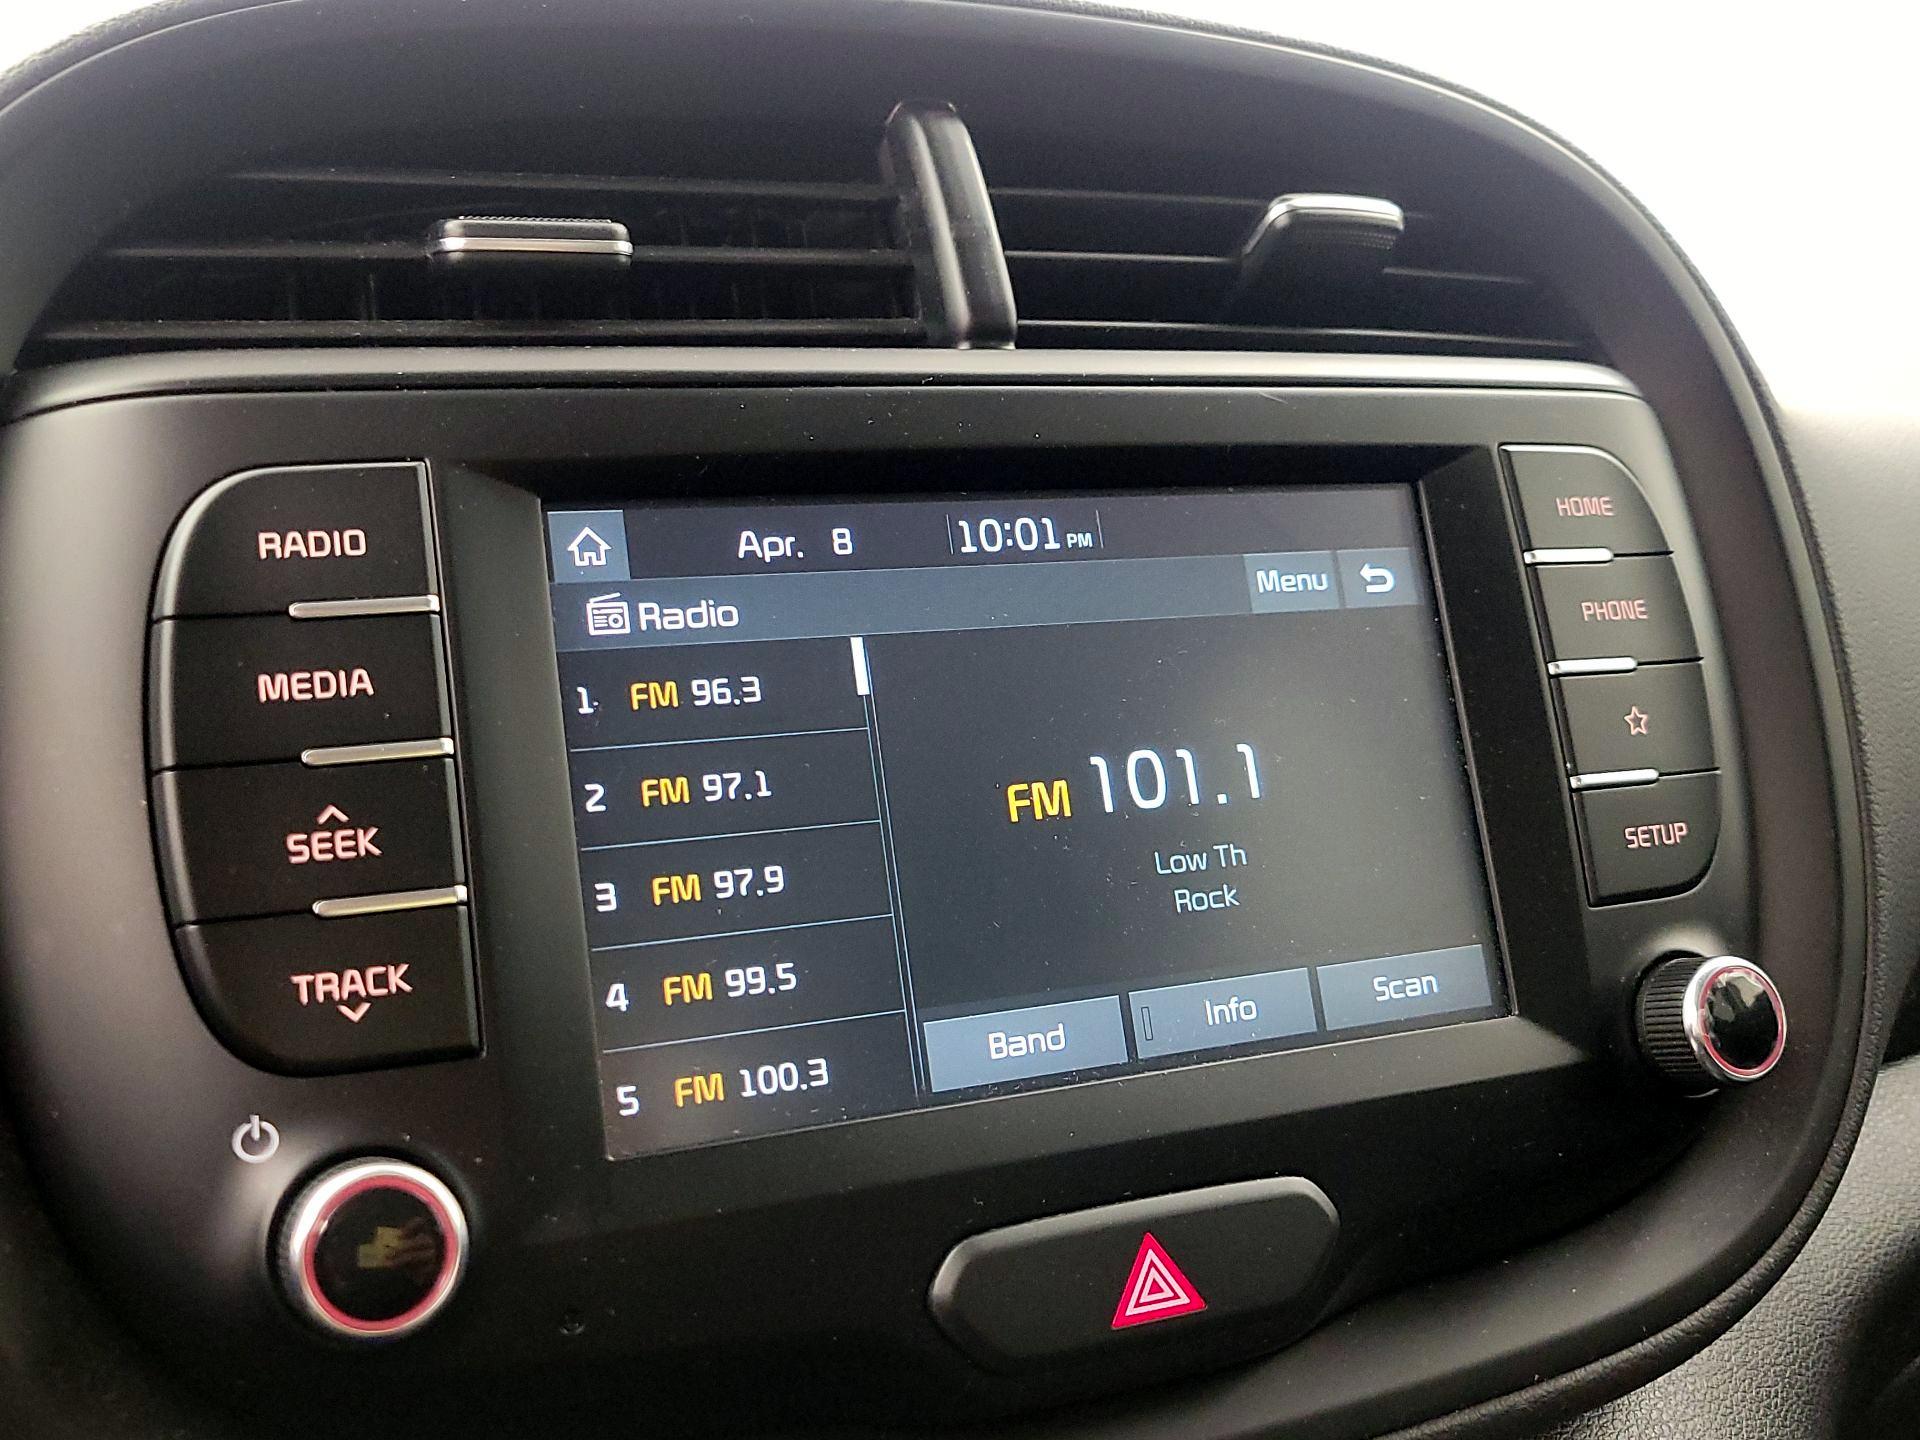 RADIO
MEDIA
SEEK
TRACK
Apr. 8
10:01 PM
Radio
Menu
1 FM 96.3
2 FM 97.1
3 FM 97.9
4 FM 99.5
5 FM 100.3
FM 101.1
Low Th
Rock
Band
Info
Scan
HOME
PHONE
SETUP